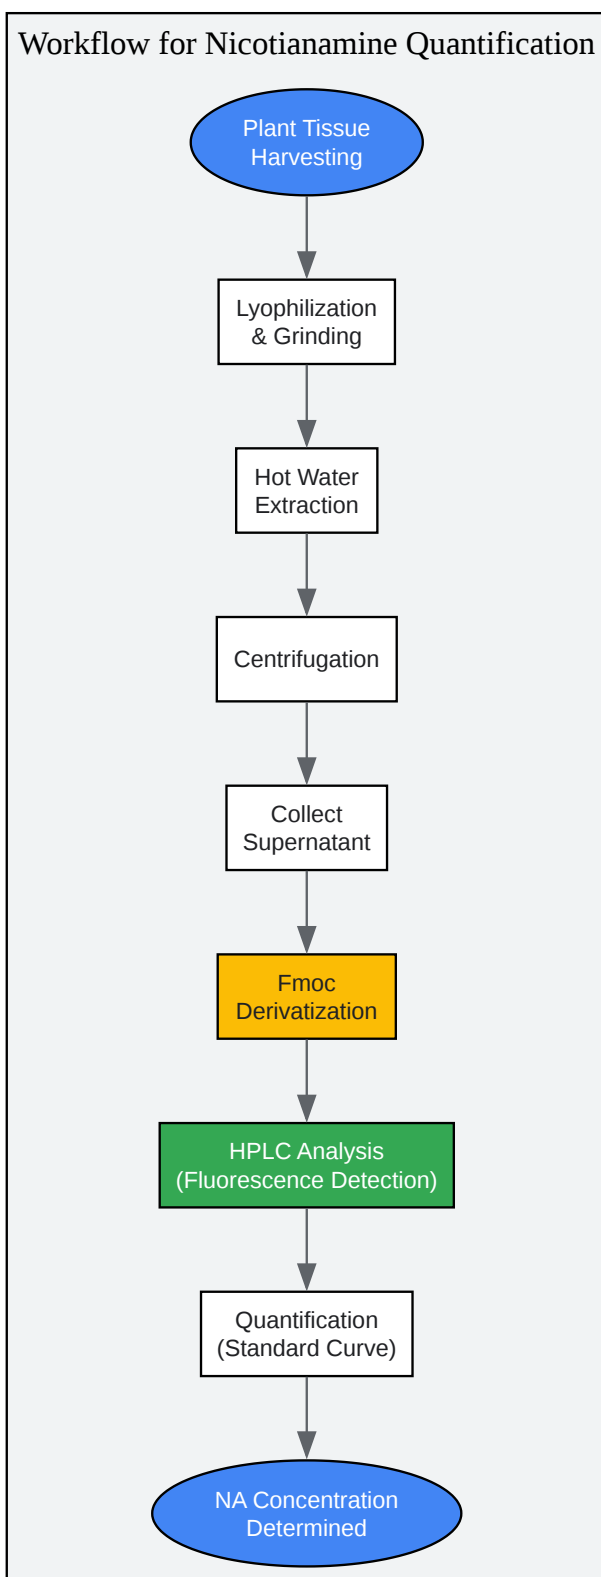 Workflow for Nicotianamine Quantification
Plant Tissue
Harvesting
Lyophilization
& Grinding
Hot Water
Extraction
Centrifugation
Collect
Supernatant
Fmoc
Derivatization
HPLC Analysis
(Fluorescence Detection)
Quantification
(Standard Curve)
NA Concentration
Determined